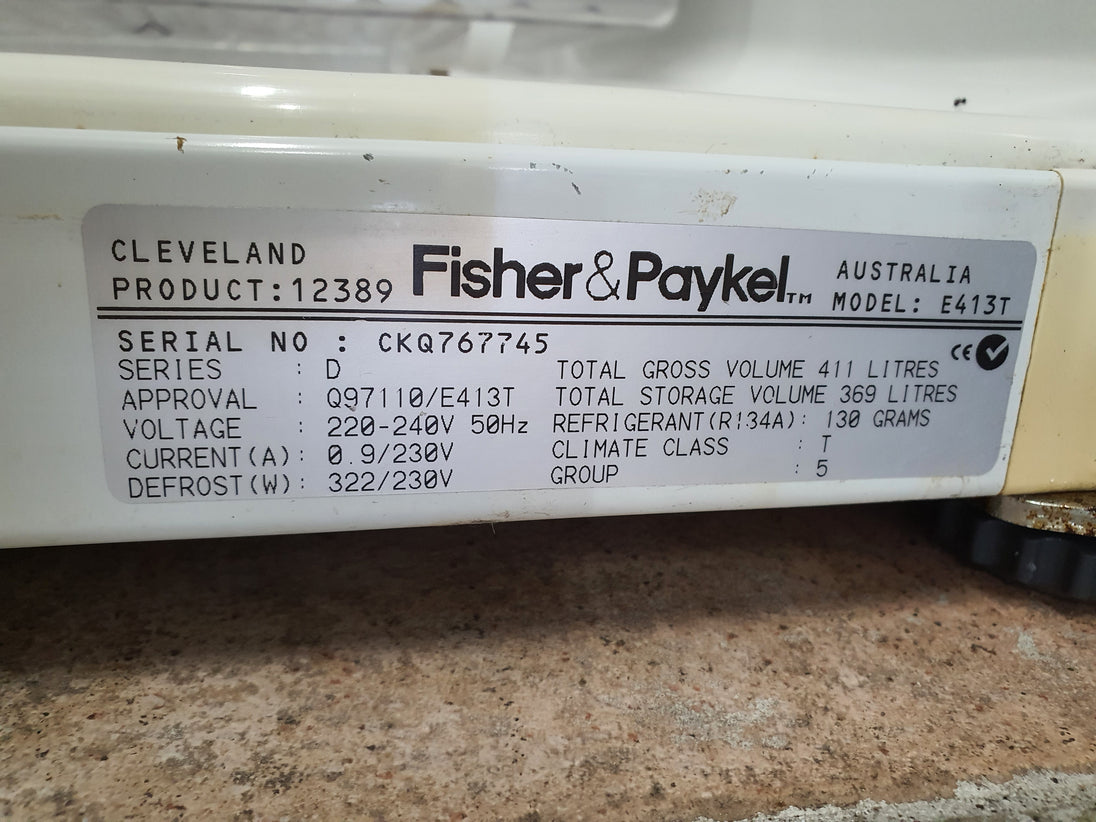 CLEVELAND
PRODUCT:12389
Fisher&Paykel™
AUSTRALIA
MODEL: E413T
SERIAL NO : CKQ767745
SERIES : D
APPROVAL : Q97110/E413T
VOLTAGE : 220-240V 50Hz
CURRENT(A): 0.9/230V
DEFROST(W): 322/230V
CE
TOTAL GROSS VOLUME 411 LITRES
TOTAL STORAGE VOLUME 369 LITRES
REFRIGERANT(R134A): 130 GRAMS
CLIMATE CLASS : T
GROUP : 5